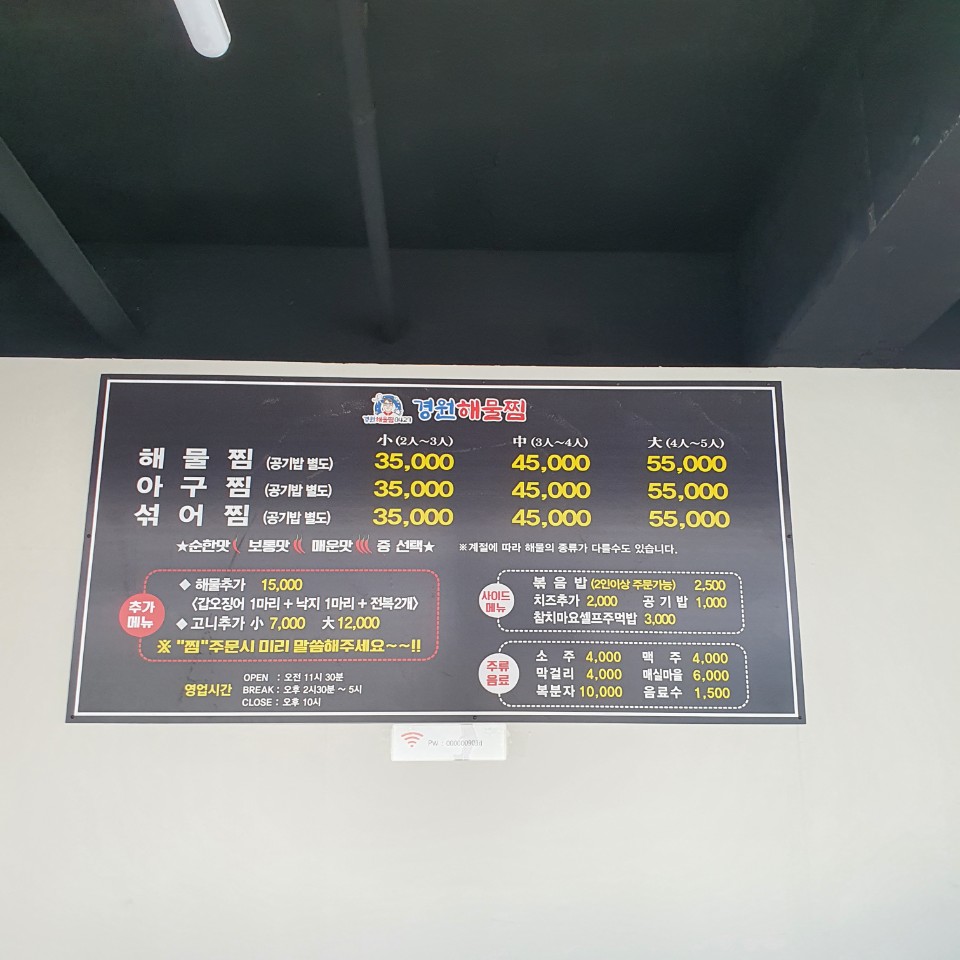 경원해물찜
小 (2人~3人) 中 (3人~4人) 大 (4人~5人)
해 물 찜 (공기밥 별도) 35,000 45,000 55,000
아 구 찜 (공기밥 별도) 35,000 45,000 55,000
섞 어 찜 (공기밥 별도) 35,000 45,000 55,000
★순한맛 보통맛 매운맛 중 선택★ ※계절에 따라 해물의 종류가 다를수도 있습니다.
추가
메뉴
◆ 해물추가 15,000
〈갑오징어 1마리 + 낙지 1마리 + 전복2개〉
◆ 고니추가 小 7,000 大 12,000
※ "찜"주문시 미리 말씀해주세요~~!!
사이드
메뉴
볶 음 밥 (2인이상 주문가능) 2,500
치즈추가 2,000 공 기 밥 1,000
참치마요셀프주먹밥 3,000
주류
음료
소 주 4,000 맥 주 4,000
막걸리 4,000 매실마을 6,000
복분자 10,000 음료수 1,500
영업시간
OPEN : 오전 11시 30분
BREAK : 오후 2시30분 ~ 5시
CLOSE : 오후 10시
PW :